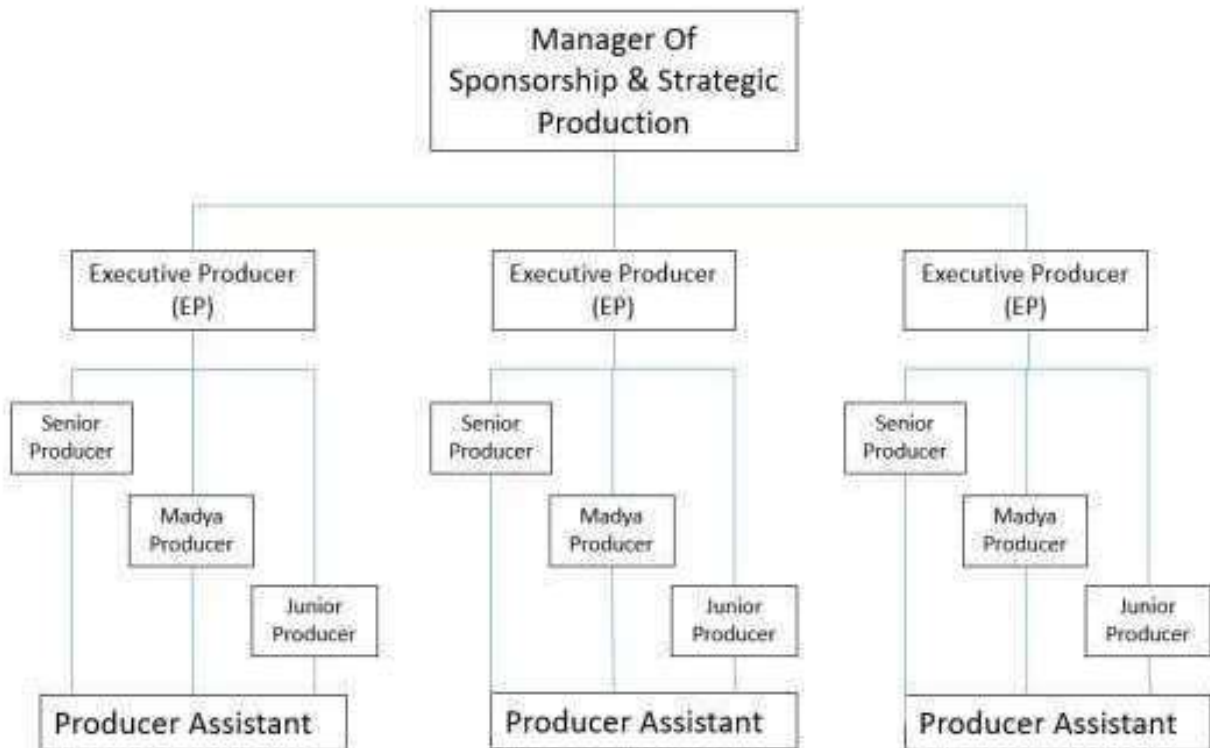 Manager Of
Sponsorship & Strategic
Production
Executive Producer
(EP)
Executive Producer
(EP)
Executive Producer
(EP)
Senior
Producer
Madya
Producer
Junior
Producer
Senior
Producer
Madya
Producer
Junior
Producer
Senior
Producer
Madya
Producer
Junior
Producer
Producer Assistant
Producer Assistant
Producer Assistant